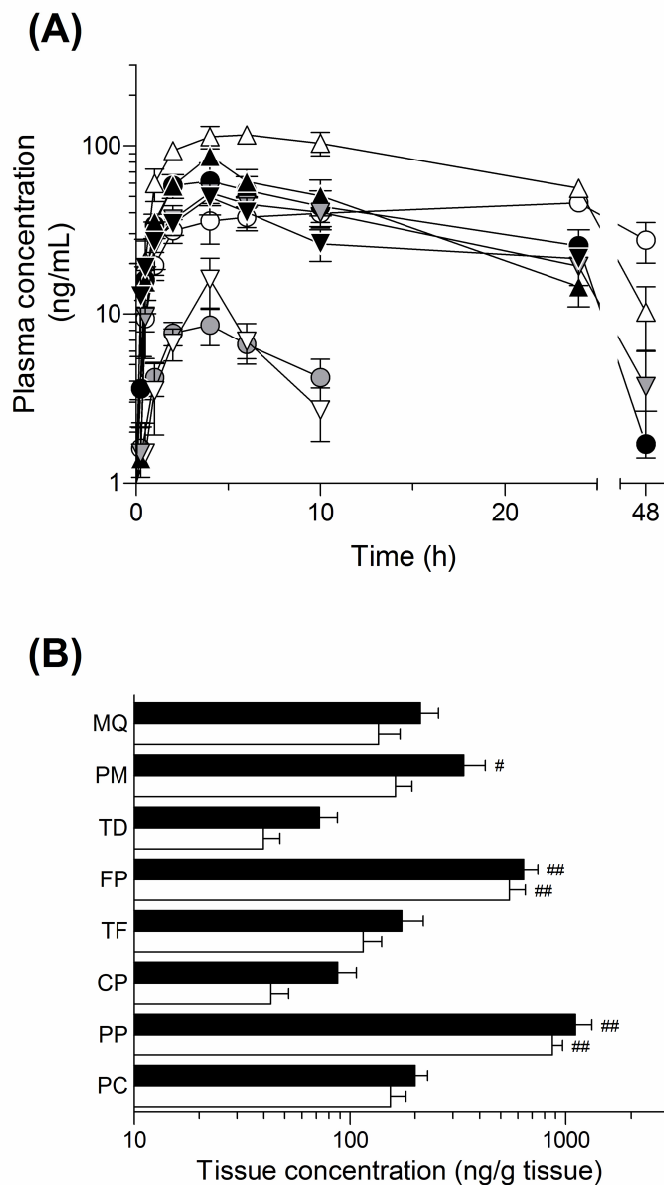 (A)
Plasma concentration
(ng/mL)
100
10
1
0
10
20
48
Time (h)
(B)
MQ
PM
#
TD
FP
##
##
TF
CP
PP
##
##
PC
10
100
1000
Tissue concentration (ng/g tissue)